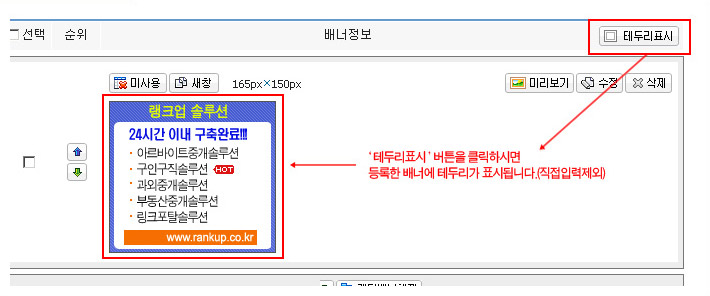 선택 순위 배너정보 테두리표시
미사용 새창 165px×150px 미리보기 수정 삭제
랭크업 솔루션
24시간 이내 구축완료!!!
· 아르바이트중개솔루션
· 구인구직솔루션 HOT
· 과외중개솔루션
· 부동산중개솔루션
· 링크포탈솔루션
www.rankup.co.kr
'테두리표시' 버튼을 클릭하시면
등록한 배너에 테두리가 표시됩니다.(직접입력제외)